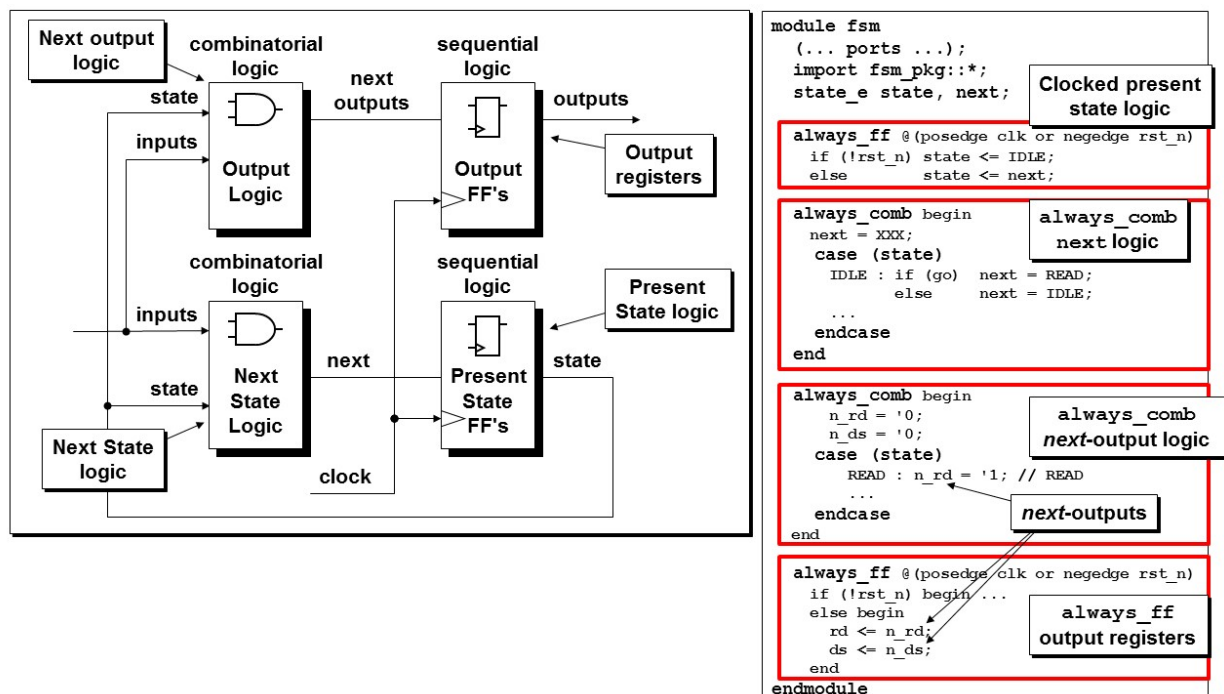 Next output
logic
combinatorial
logic
sequential
logic
state
inputs
Output
Logic
next
outputs
Output
FF's
outputs
Output
registers
combinatorial
logic
sequential
logic
Present
State logic
inputs
state
Next
State
Logic
next
Present
State
FF's
state
Next State
logic
clock
module fsm
(... ports ...);
import fsm_pkg::*;
state_e state, next;
Clocked present
state logic
always_ff @(posedge clk or negedge rst_n)
if (!rst_n) state <= IDLE;
else state <= next;
always_comb begin
next = XXX;
case (state)
IDLE : if (go) next = READ;
else next = IDLE;
...
endcase
end
always_comb
next logic
always_comb begin
n_rd = '0;
n_ds = '0;
case (state)
READ : n_rd = '1; // READ
...
endcase
end
always_comb
next-output logic
next-outputs
always_ff @(posedge clk or negedge rst_n)
if (!rst_n) begin ...
else begin
rd <= n_rd;
ds <= n_ds;
end
endmodule
always_ff
output registers